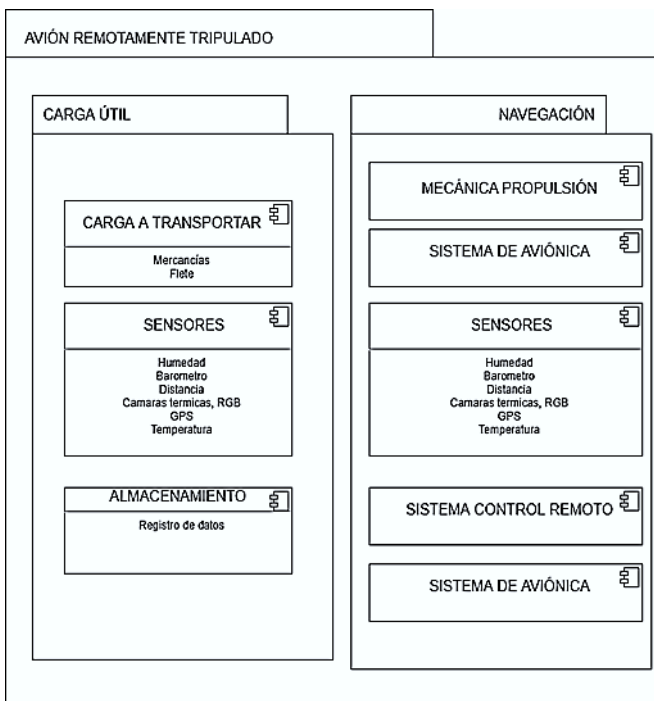 AVIÓN REMOTAMENTE TRIPULADO
CARGA ÚTIL
CARGA A TRANSPORTAR
Mercancías
Flete
SENSORES
Humedad
Barometro
Distancia
Camaras termicas, RGB
GPS
Temperatura
ALMACENAMIENTO
Registro de datos
NAVEGACIÓN
MECÁNICA PROPULSIÓN
SISTEMA DE AVIÓNICA
SENSORES
Humedad
Barometro
Distancia
Camaras termicas, RGB
GPS
Temperatura
SISTEMA CONTROL REMOTO
SISTEMA DE AVIÓNICA